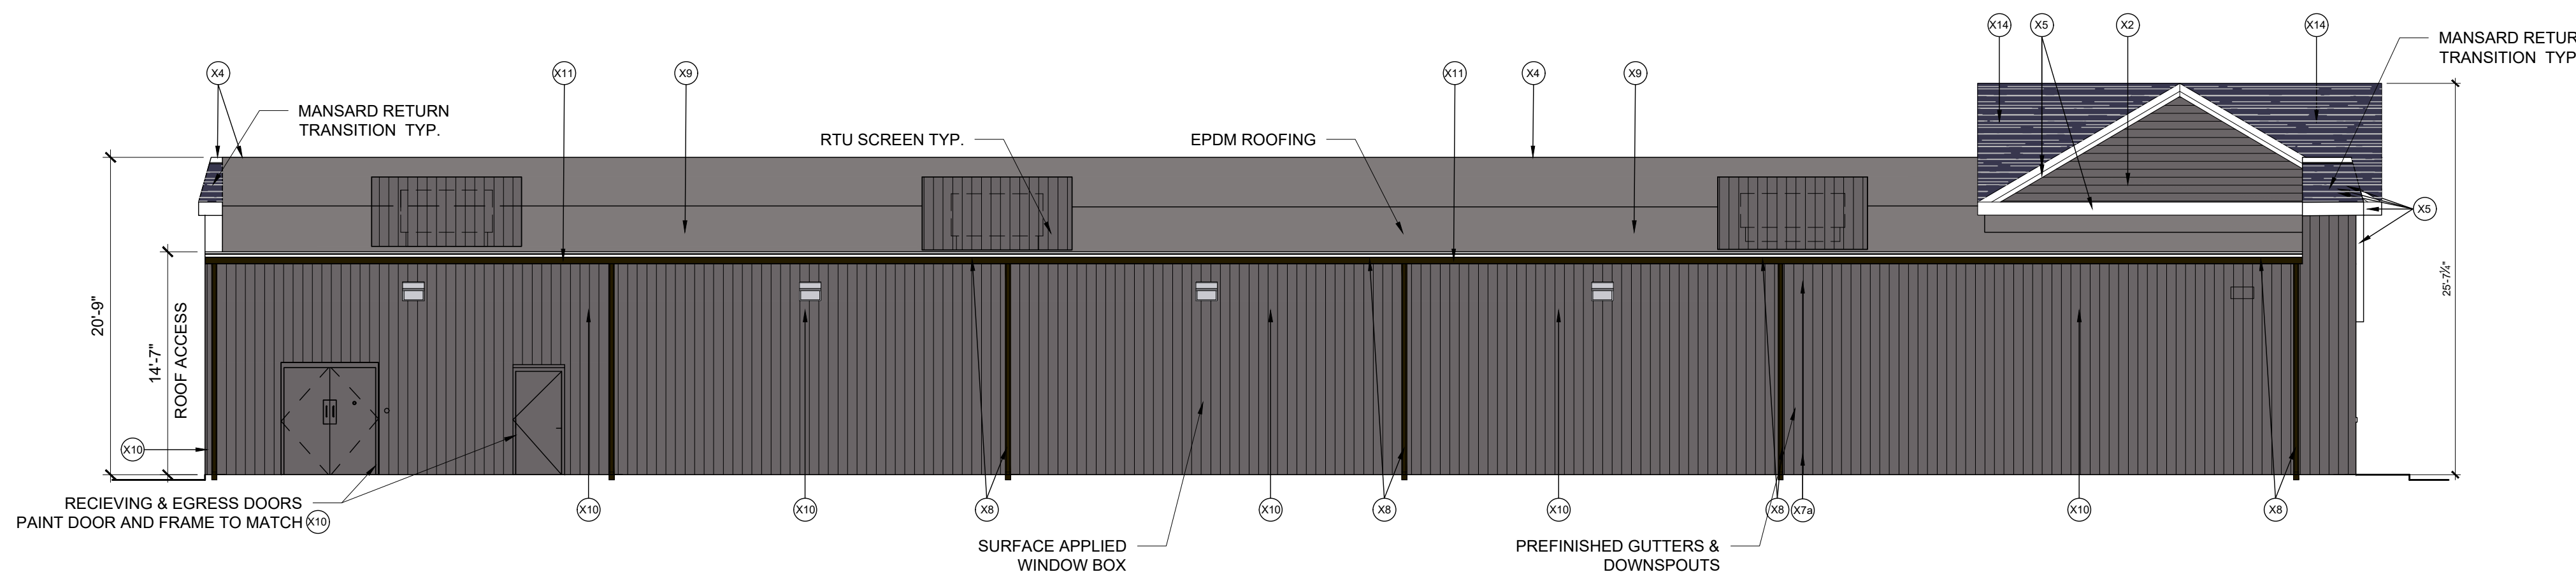 X14
X5
X2
X14
MANSARD RETUR
TRANSITION TYP
X4
X11
X9
X11
X4
X9
MANSARD RETURN
TRANSITION TYP.
RTU SCREEN TYP.
EPDM ROOFING
X5
20'-9"
14'-7"
ROOF ACCESS
25'-7¼"
X10
RECIEVING & EGRESS DOORS
PAINT DOOR AND FRAME TO MATCH X10
X10
X10
X8
X10
X8
X10
X8
X7a
X10
X8
SURFACE APPLIED
WINDOW BOX
PREFINISHED GUTTERS &
DOWNSPOUTS